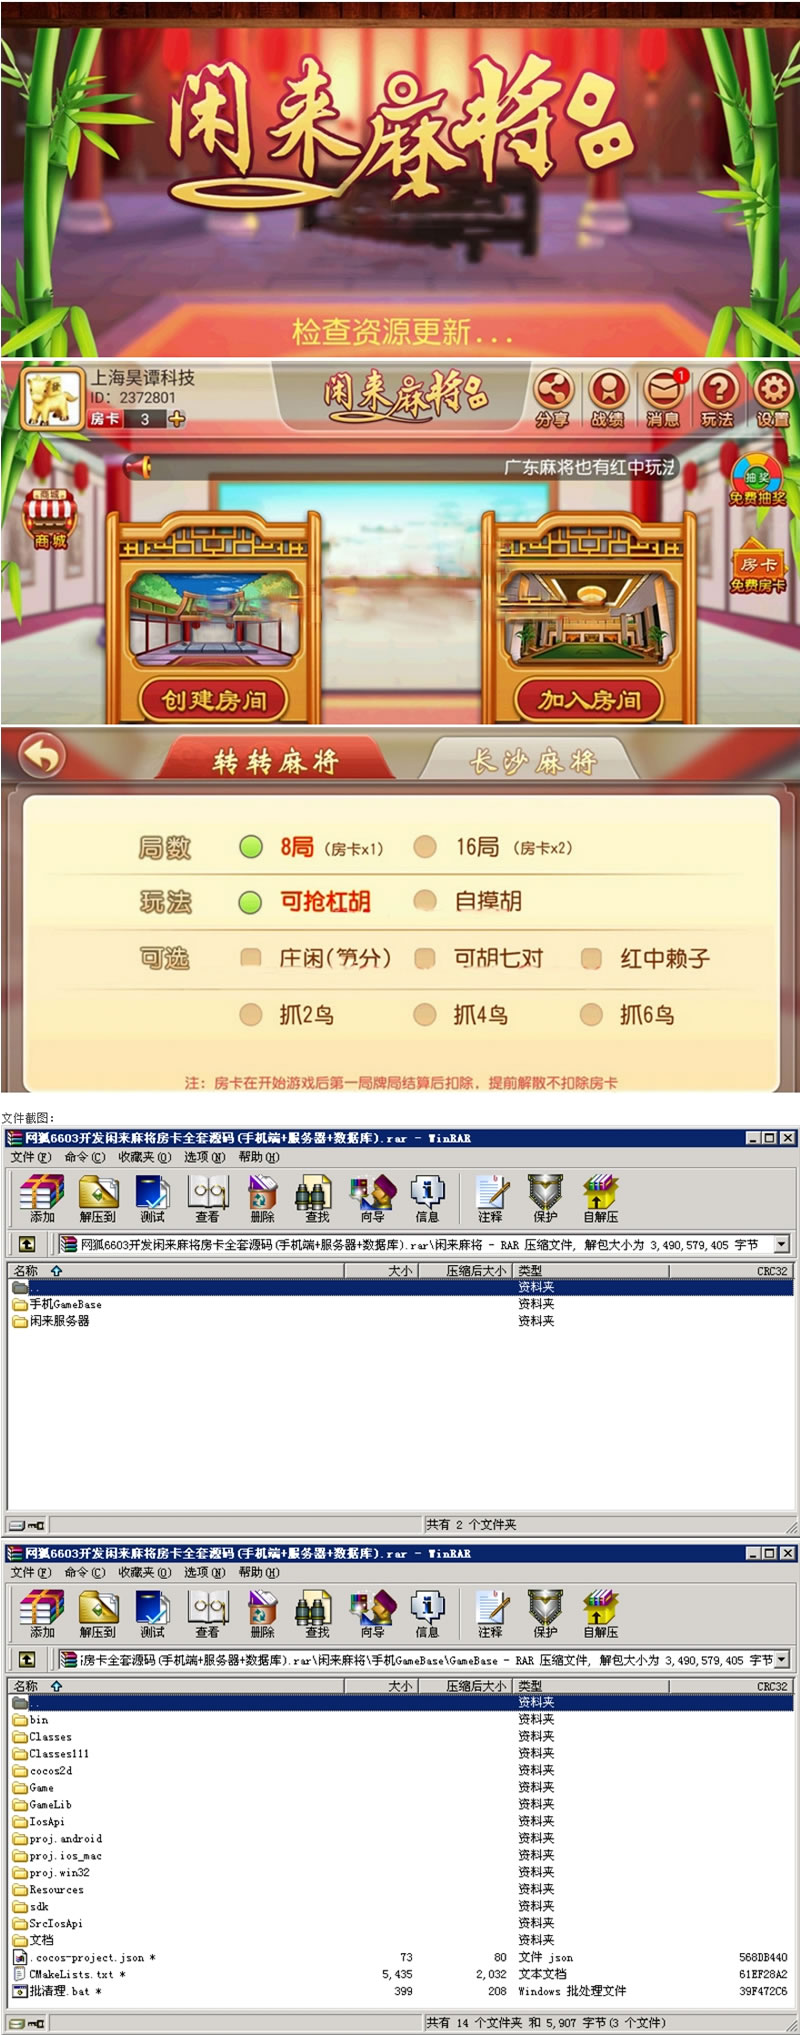 闲来麻将
检查资源更新...
上海昊谭科技
ID: 2372801
房卡 3
闲来麻将
分享 战绩 消息 1 玩法 设置
广东麻将也有红中玩法
商城
商城
抽奖
免费抽奖
房卡
免费房卡
创建房间 加入房间
转转麻将 长沙麻将
局数 8局 (房卡x1) 16局 (房卡x2)
玩法 可抢杠胡 自摸胡
可选 庄闲(算分) 可胡七对 红中赖子
抓2鸟 抓4鸟 抓6鸟
注: 房卡在开始游戏后第一局牌局结算后扣除, 提前解散不扣除房卡
文件截图:
网狐6603开发闲来麻将房卡全套源码(手机端+服务器+数据库).rar - WinRAR
文件(F) 命令(C) 收藏夹(O) 选项(N) 帮助(H)
添加 解压到 测试 查看 删除 查找 向导 信息 注释 保护 自解压
网狐6603开发闲来麻将房卡全套源码(手机端+服务器+数据库).rar\闲来麻将 - RAR 压缩文件, 解包大小为 3,490,579,405 字节
名称 大小 压缩后大小 类型 CRC32
.. 资料夹
手机GameBase 资料夹
闲来服务器 资料夹
共有 2 个文件夹
网狐6603开发闲来麻将房卡全套源码(手机端+服务器+数据库).rar - WinRAR
文件(F) 命令(C) 收藏夹(O) 选项(N) 帮助(H)
添加 解压到 测试 查看 删除 查找 向导 信息 注释 保护 自解压
房卡全套源码(手机端+服务器+数据库).rar\闲来麻将\手机GameBase\GameBase - RAR 压缩文件, 解包大小为 3,490,579,405 字节
名称 大小 压缩后大小 类型 CRC32
.. 资料夹
bin 资料夹
Classes 资料夹
Classes111 资料夹
cocos2d 资料夹
Game 资料夹
GameLib 资料夹
IosApi 资料夹
proj.android 资料夹
proj.ios_mac 资料夹
proj.win32 资料夹
Resources 资料夹
sdk 资料夹
SrcIosApi 资料夹
文档 资料夹
.cocos-project.json * 73 80 文件 json 568DB440
CMakeLists.txt * 5,435 2,032 文本文档 61EF28A2
批清理.bat * 399 208 Windows 批处理文件 39F472C6
共有 14 个文件夹 和 5,907 字节(3 个文件)